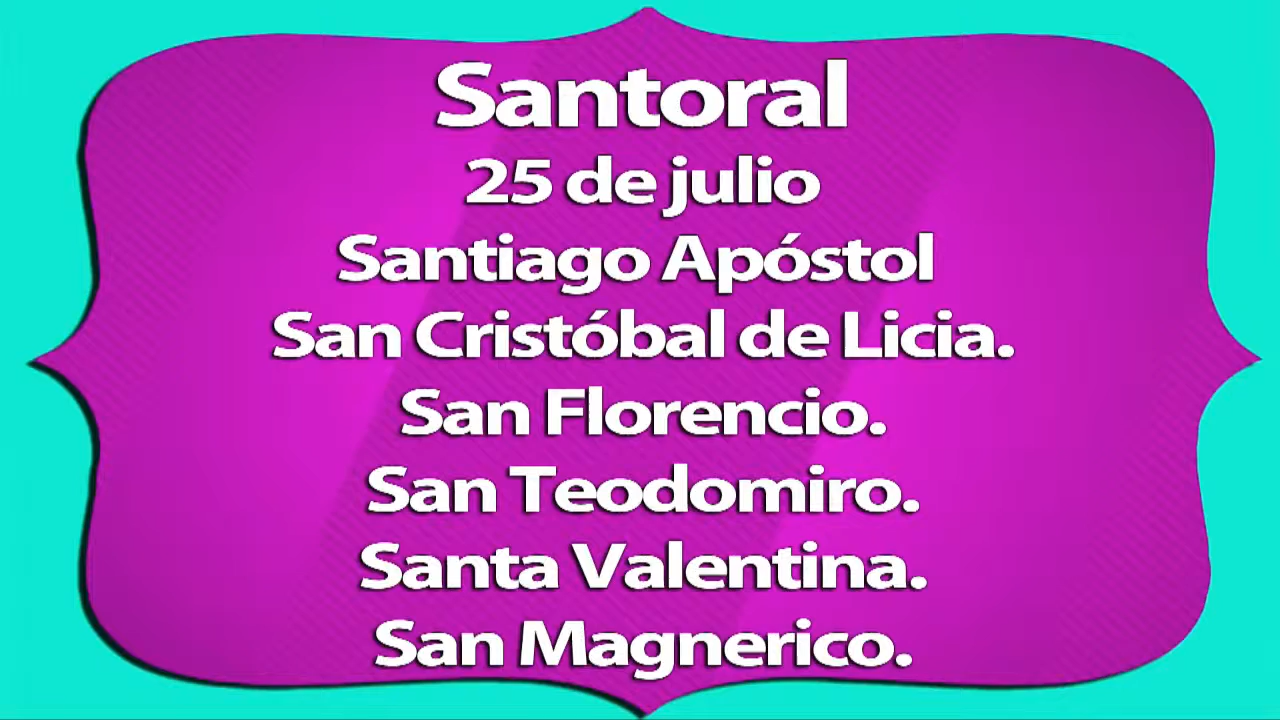 Santoral
25 de julio
Santiago Apóstol
San Cristóbal de Licia.
San Florencio.
San Teodomiro.
Santa Valentina.
San Magnerico.